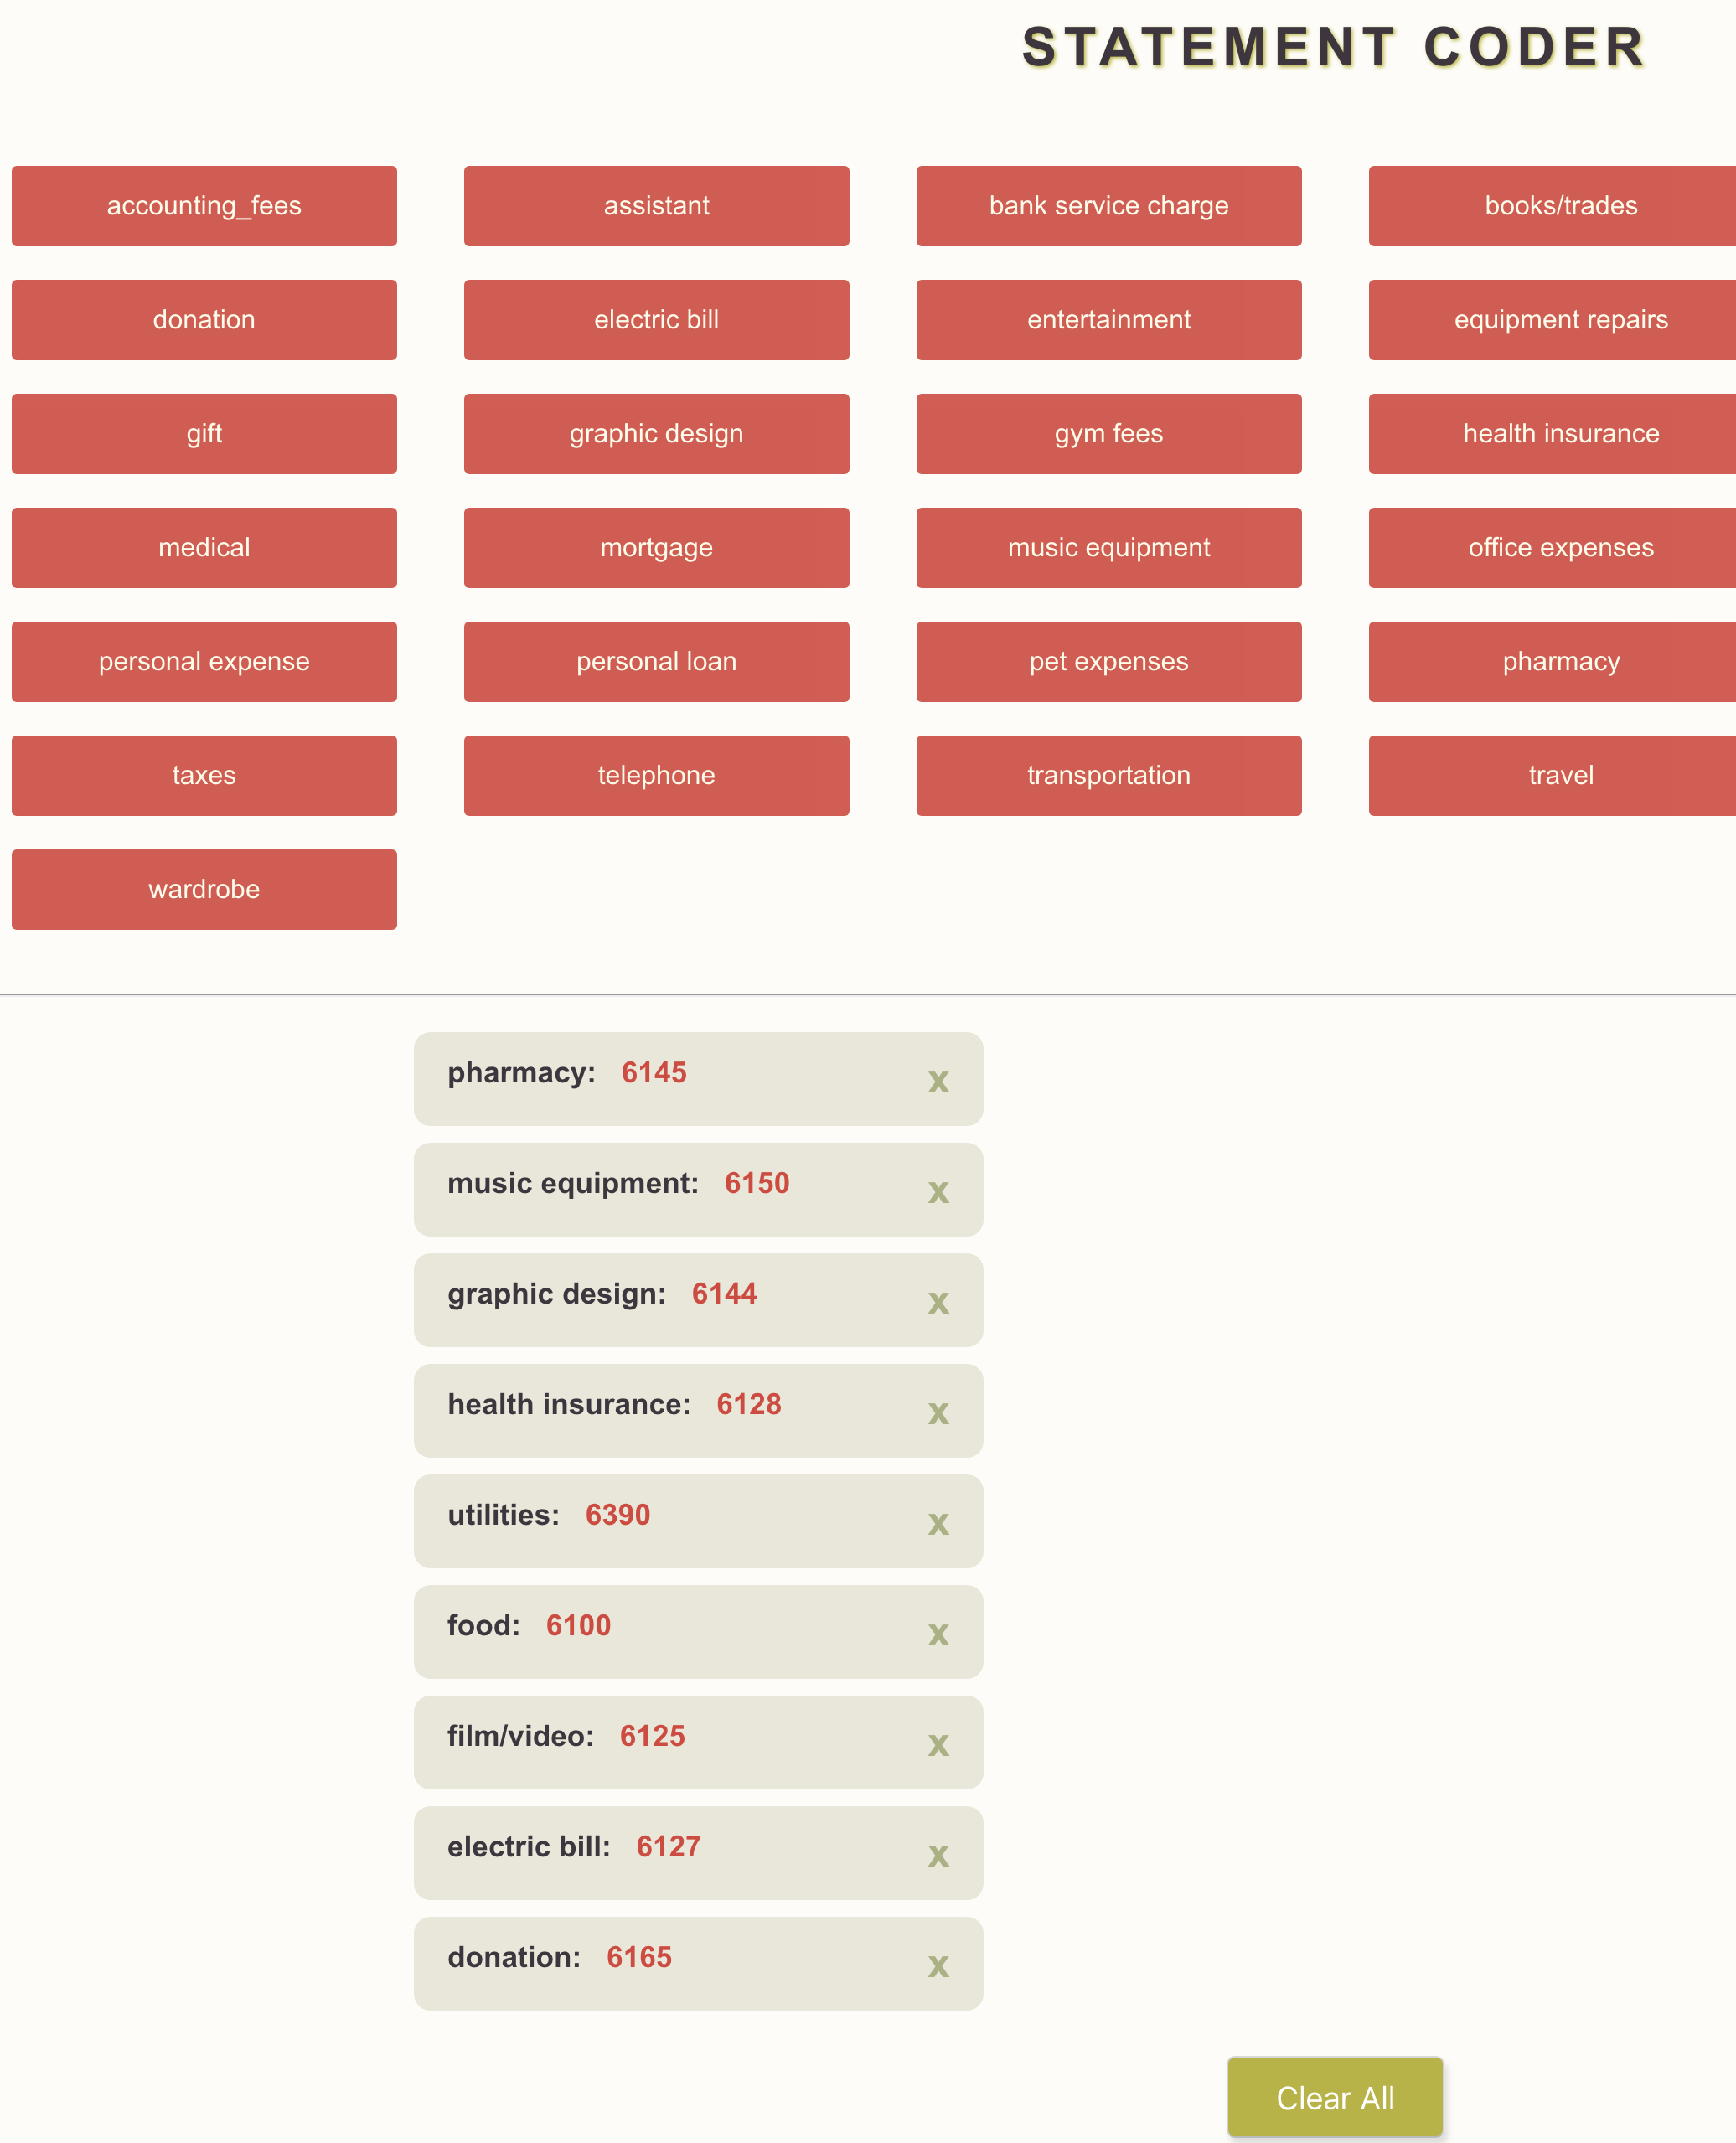 STATEMENT CODER
accounting_fees assistant bank service charge books/trades
donation electric bill entertainment equipment repairs
gift graphic design gym fees health insurance
medical mortgage music equipment office expenses
personal expense personal loan pet expenses pharmacy
taxes telephone transportation travel
wardrobe
pharmacy: 6145 x
music equipment: 6150 x
graphic design: 6144 x
health insurance: 6128 x
utilities: 6390 x
food: 6100 x
film/video: 6125 x
electric bill: 6127 x
donation: 6165 x
Clear All